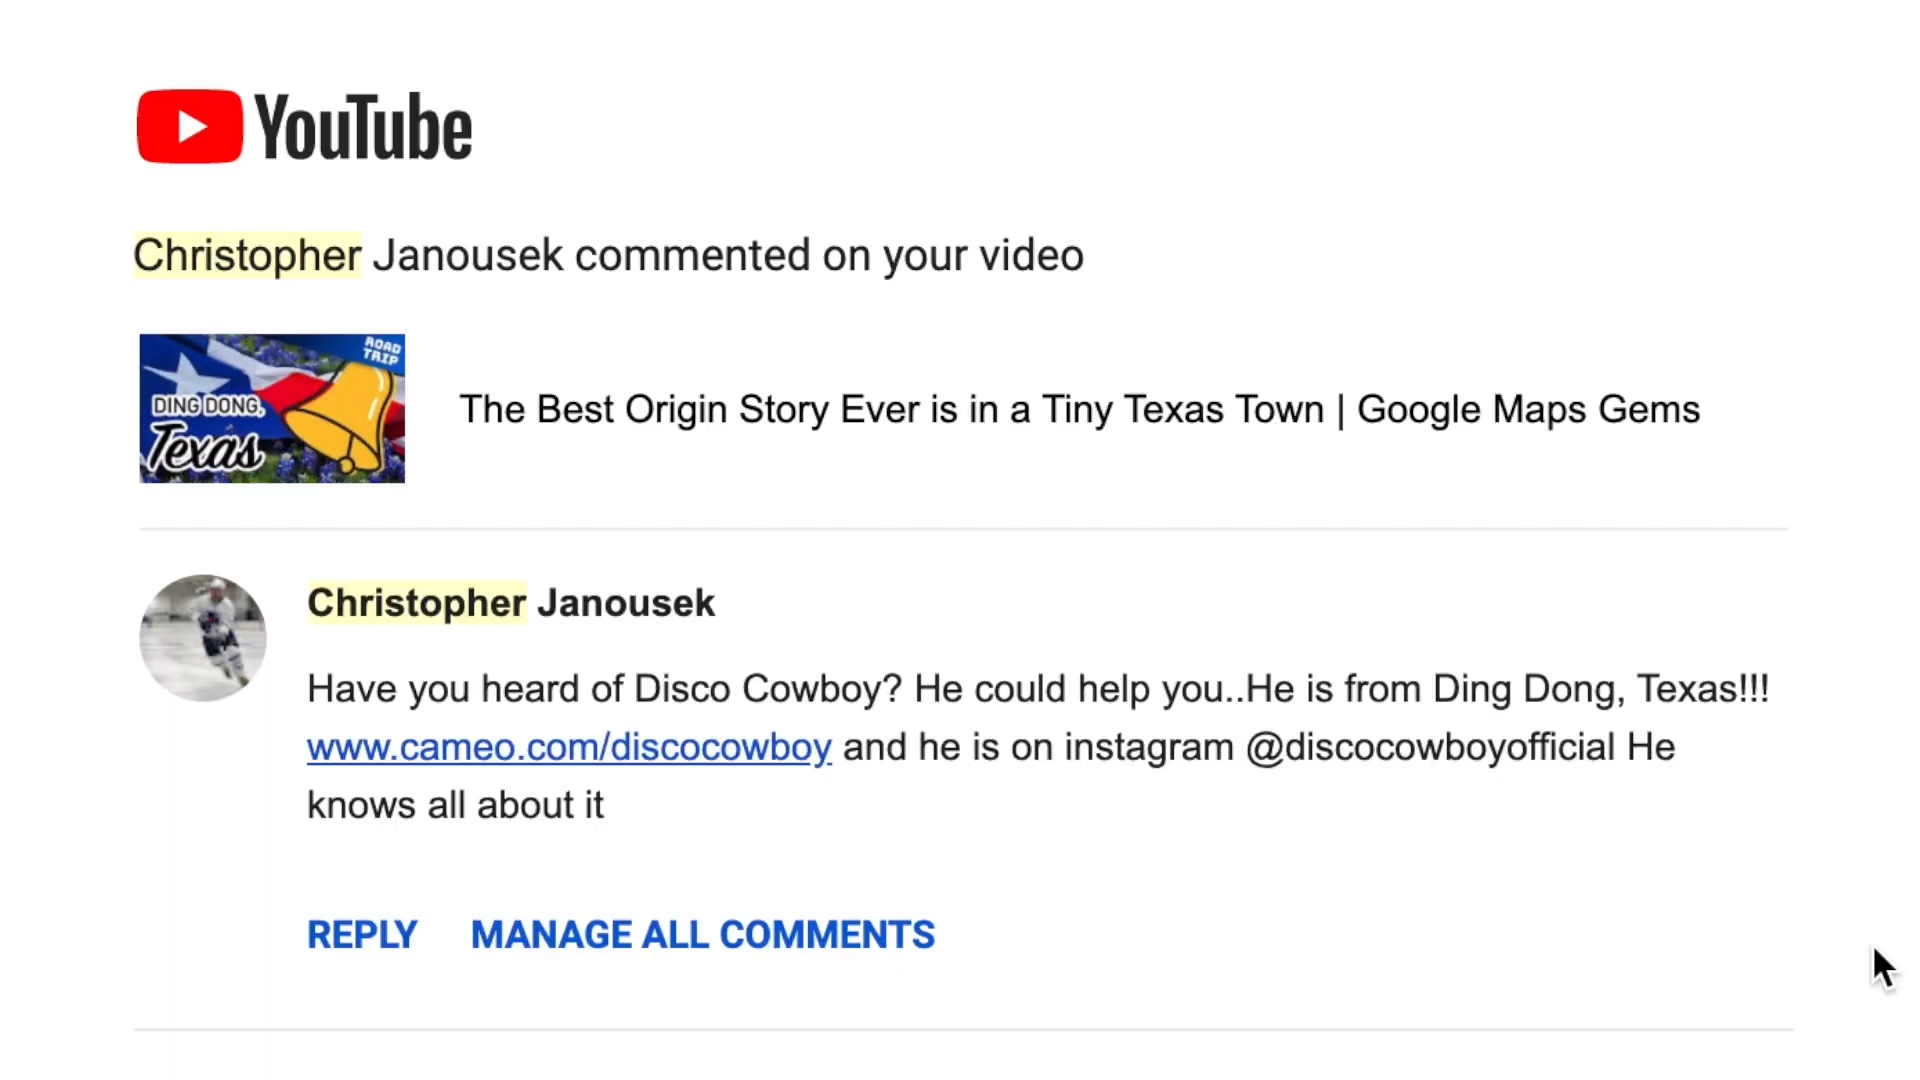 YouTube
Christopher Janousek commented on your video
ROAD
TRIP
DING DONG,
Texas
The Best Origin Story Ever is in a Tiny Texas Town | Google Maps Gems
Christopher Janousek
Have you heard of Disco Cowboy? He could help you..He is from Ding Dong, Texas!!!
www.cameo.com/discocowboy and he is on instagram @discocowboyofficial He
knows all about it
REPLY MANAGE ALL COMMENTS